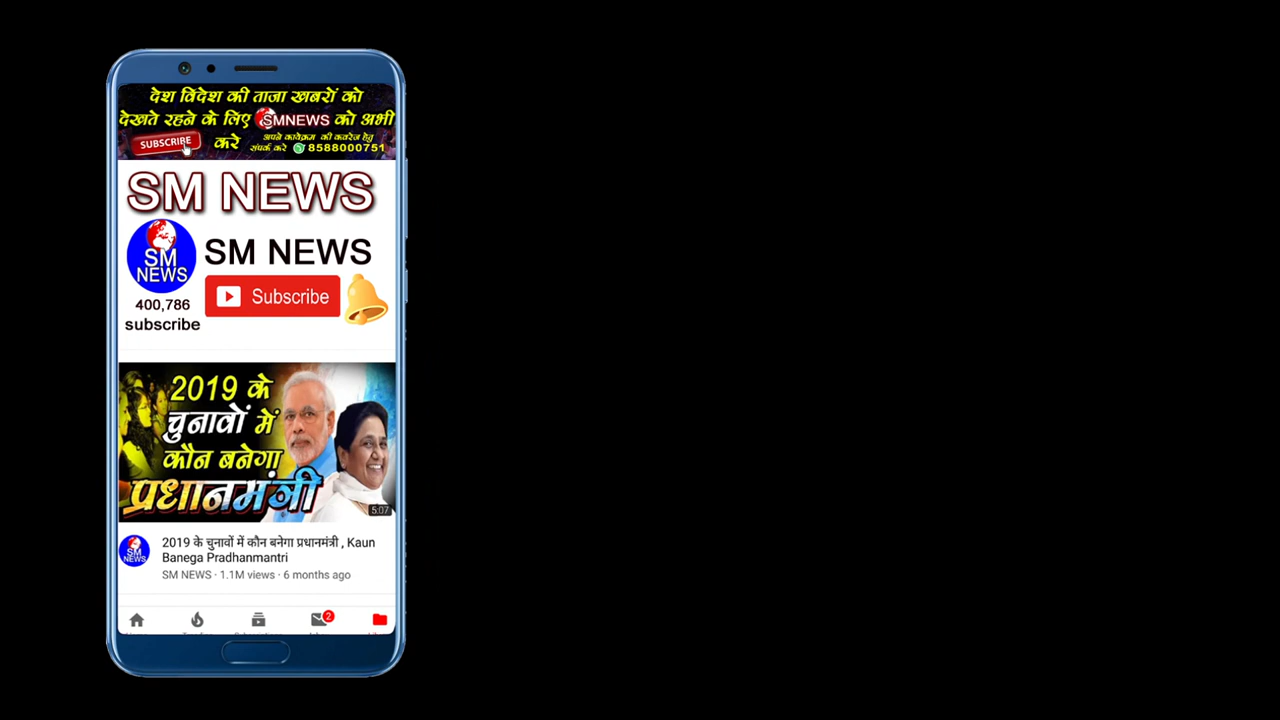 देश विदेश की ताजा खबरों को
देखते रहने के लिए SMNEWS को अभी
SUBSCRIBE करे
अपने कार्यक्रम की कवरेज हेतु
संपर्क करे 8588000751
SM NEWS
SM NEWS
SM
NEWS
Subscribe
400,786
subscribe
2019 के
चुनावों में
कौन बनेगा
प्रधानमंत्री
5:07
SM
NEWS
2019 के चुनावों में कौन बनेगा प्रधानमंत्री , Kaun
Banega Pradhanmantri
SM NEWS · 1.1M views · 6 months ago
2